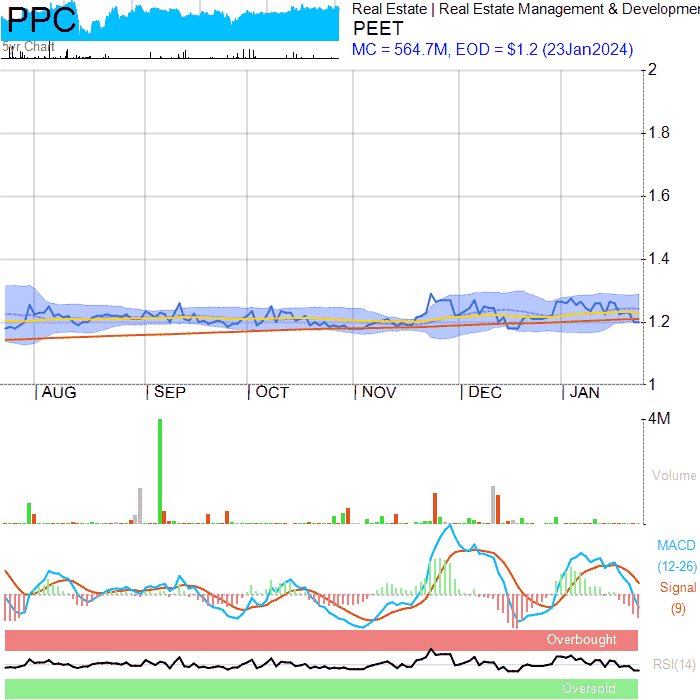 PPC
5yr Chart
Real Estate | Real Estate Management & Developmen
PEET
MC = 564.7M, EOD = $1.2 (23Jan2024)
2
1.8
1.6
1.4
1.2
1
AUG SEP OCT NOV DEC JAN
4M
Volume
MACD
(12-26)
Signal
(9)
Overbought
RSI(14)
Oversold